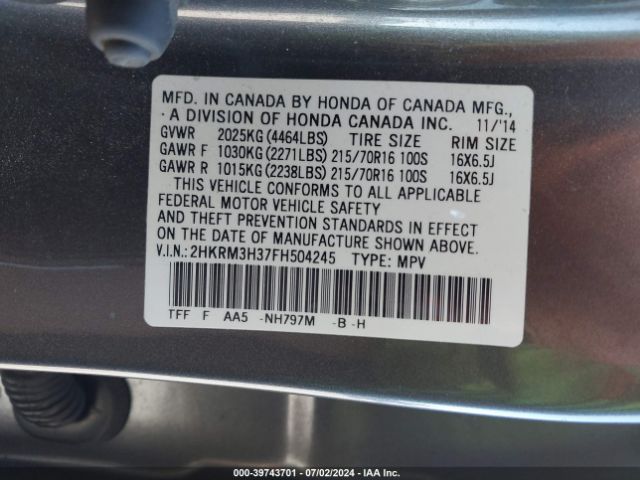 MFD. IN CANADA BY HONDA OF CANADA MFG.,
A DIVISION OF HONDA CANADA INC. 11/'14
GVWR 2025KG (4464LBS) TIRE SIZE RIM SIZE
GAWR F 1030KG (2271LBS) 215/70R16 100S 16X6.5J
GAWR R 1015KG (2238LBS) 215/70R16 100S 16X6.5J
THIS VEHICLE CONFORMS TO ALL APPLICABLE
FEDERAL MOTOR VEHICLE SAFETY
AND THEFT PREVENTION STANDARDS IN EFFECT
ON THE DATE OF MANUFACTURE SHOWN ABOVE.
V.I.N.: 2HKRM3H37FH504245 TYPE: MPV
TFF F AA5 -NH797M -B -H
000-39743701 - 07/02/2024 - IAA Inc.